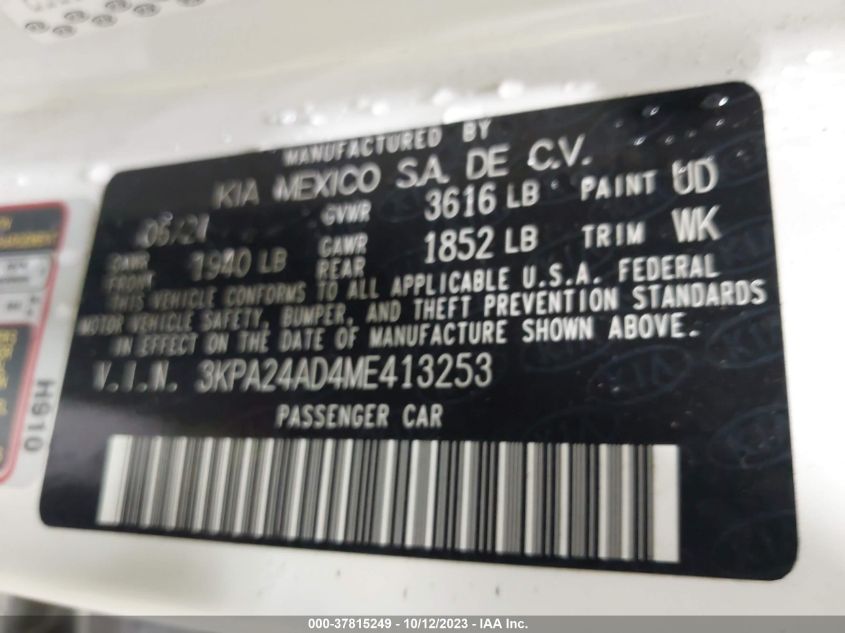 MANUFACTURED BY
KIA MEXICO S.A. DE C.V.
05/21 GVWR 3616 LB PAINT UD
GAWR FRONT 1940 LB GAWR REAR 1852 LB TRIM WK
THIS VEHICLE CONFORMS TO ALL APPLICABLE U.S.A. FEDERAL
MOTOR VEHICLE SAFETY, BUMPER, AND THEFT PREVENTION STANDARDS
IN EFFECT ON THE DATE OF MANUFACTURE SHOWN ABOVE.
V.I.N. 3KPA24AD4ME413253
PASSENGER CAR
H910
000-37815249 - 10/12/2023 - IAA Inc.